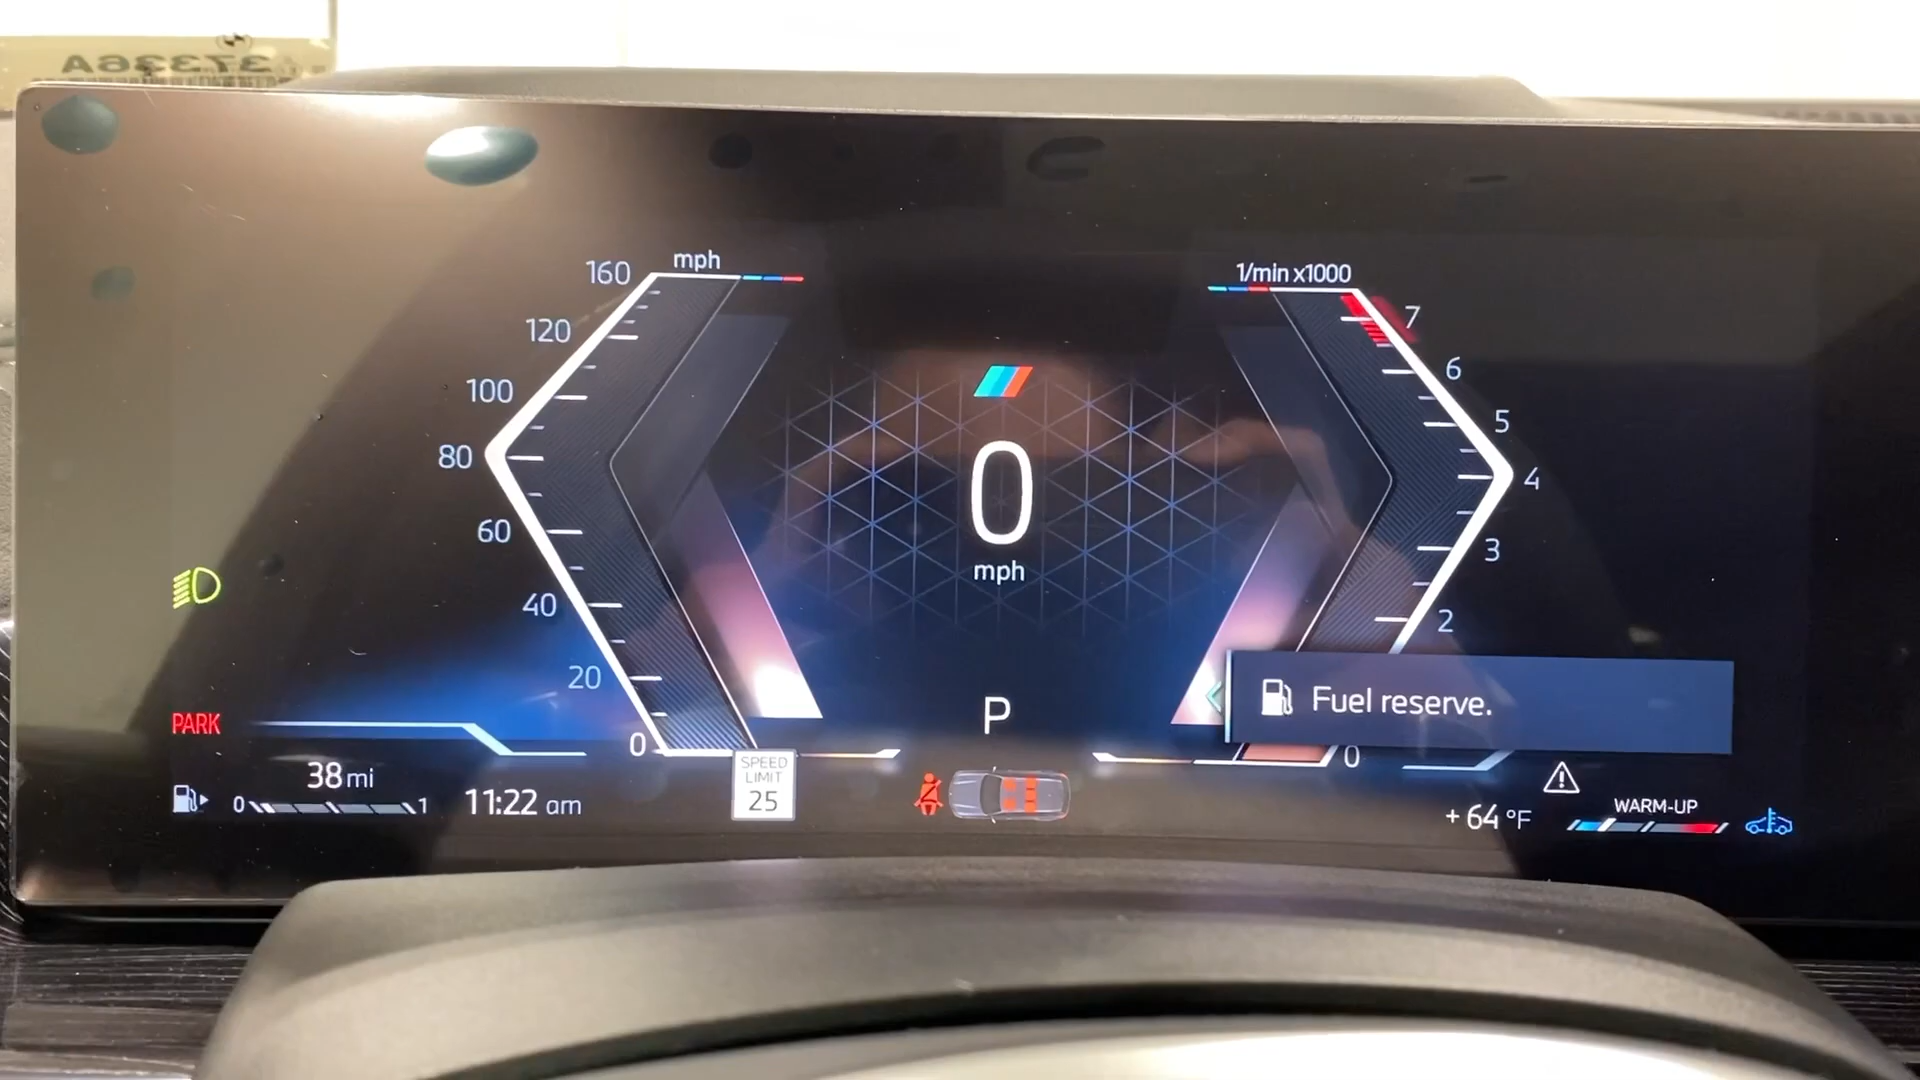 37336A
mph
160
120
100
80
60
40
20
0
1/min x1000
7
6
5
4
3
2
0
0
mph
P
Fuel reserve.
PARK
38 mi
0
1
11:22 am
SPEED
LIMIT
25
+ 64 °F
WARM-UP